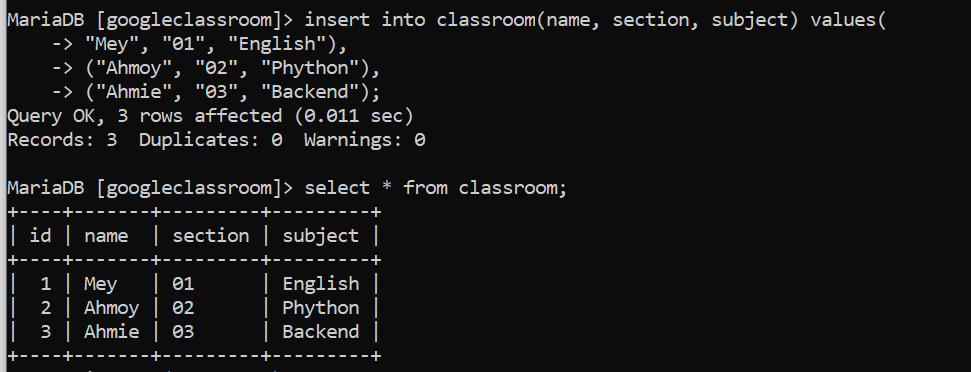 MariaDB [googleclassroom]> insert into classroom(name, section, subject) values(
    -> "Mey", "01", "English"),
    -> ("Ahmoy", "02", "Phython"),
    -> ("Ahmie", "03", "Backend");
Query OK, 3 rows affected (0.011 sec)
Records: 3  Duplicates: 0  Warnings: 0

MariaDB [googleclassroom]> select * from classroom;
+----+-------+---------+---------+
| id | name  | section | subject |
+----+-------+---------+---------+
|  1 | Mey   | 01      | English |
|  2 | Ahmoy | 02      | Phython |
|  3 | Ahmie | 03      | Backend |
+----+-------+---------+---------+